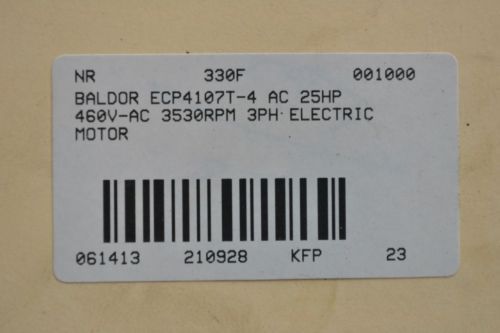 NR 330F 001000
BALDOR ECP4107T-4 AC 25HP
460V-AC 3530RPM 3PH ELECTRIC
MOTOR
061413 210928 KFP 23